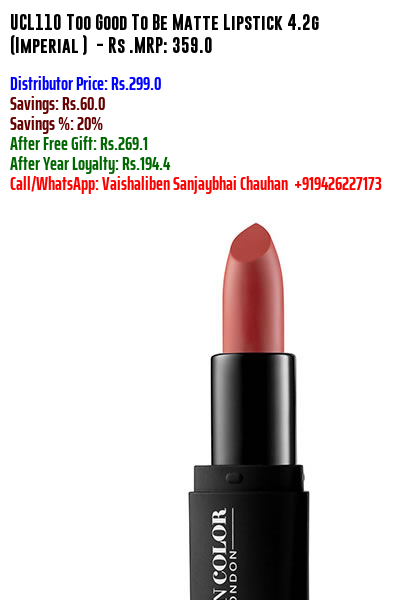 UCL110 Too Good To Be Matte Lipstick 4.2g
(Imperial ) - Rs .MRP: 359.0
Distributor Price: Rs.299.0
Savings: Rs.60.0
Savings %: 20%
After Free Gift: Rs.269.1
After Year Loyalty: Rs.194.4
Call/WhatsApp: Vaishaliben Sanjaybhai Chauhan +919426227173
N COLOR
ONDON